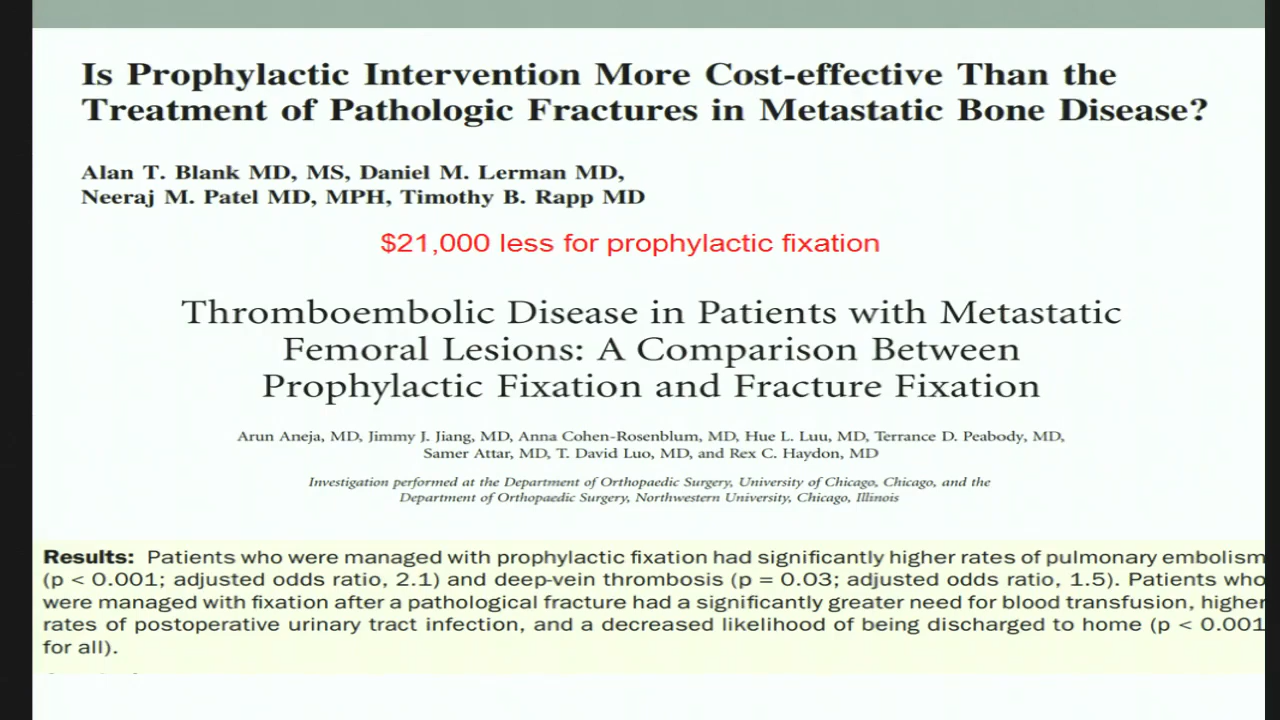 Is Prophylactic Intervention More Cost-effective Than the
Treatment of Pathologic Fractures in Metastatic Bone Disease?
Alan T. Blank MD, MS, Daniel M. Lerman MD,
Neeraj M. Patel MD, MPH, Timothy B. Rapp MD
$21,000 less for prophylactic fixation
Thromboembolic Disease in Patients with Metastatic
Femoral Lesions: A Comparison Between
Prophylactic Fixation and Fracture Fixation
Arun Aneja, MD, Jimmy J. Jiang, MD, Anna Cohen-Rosenblum, MD, Hue L. Luu, MD, Terrance D. Peabody, MD,
Samer Attar, MD, T. David Luo, MD, and Rex C. Haydon, MD
Investigation performed at the Department of Orthopaedic Surgery, University of Chicago, Chicago, and the
Department of Orthopaedic Surgery, Northwestern University, Chicago, Illinois
Results: Patients who were managed with prophylactic fixation had significantly higher rates of pulmonary embolism
(p < 0.001; adjusted odds ratio, 2.1) and deep-vein thrombosis (p = 0.03; adjusted odds ratio, 1.5). Patients who
were managed with fixation after a pathological fracture had a significantly greater need for blood transfusion, higher
rates of postoperative urinary tract infection, and a decreased likelihood of being discharged to home (p < 0.001
for all).